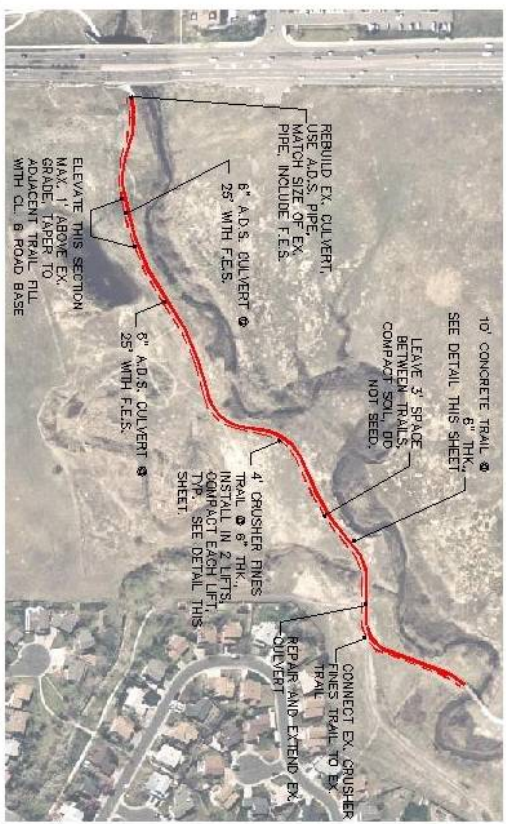 REBUILD EX. CULVERT,
USE A.D.S. PIPE,
MATCH SIZE OF EX.
PIPE, INCLUDE F.E.S.
6" A.D.S. CULVERT @
25' WITH F.E.S.
ELEVATE THIS SECTION
MAX. 1' ABOVE EX.
GRADE, TAPER TO
ADJACENT TRAIL FILL
WITH CL. 6 ROAD BASE
6" A.D.S. CULVERT @
25' WITH F.E.S.
10' CONCRETE TRAIL @
6" THK.,
SEE DETAIL THIS SHEET
LEAVE 3' SPACE
BETWEEN TRAILS,
COMPACT SOIL, DO
NOT SEED.
4' CRUSHER FINES
TRAIL @ 6" THK.,
INSTALL IN 2 LIFTS,
COMPACT EACH LIFT,
TYP. SEE DETAIL THIS
SHEET.
CONNECT EX. CRUSHER
FINES TRAIL TO EX.
TRAIL
REPAIR AND EXTEND EX.
CULVERT